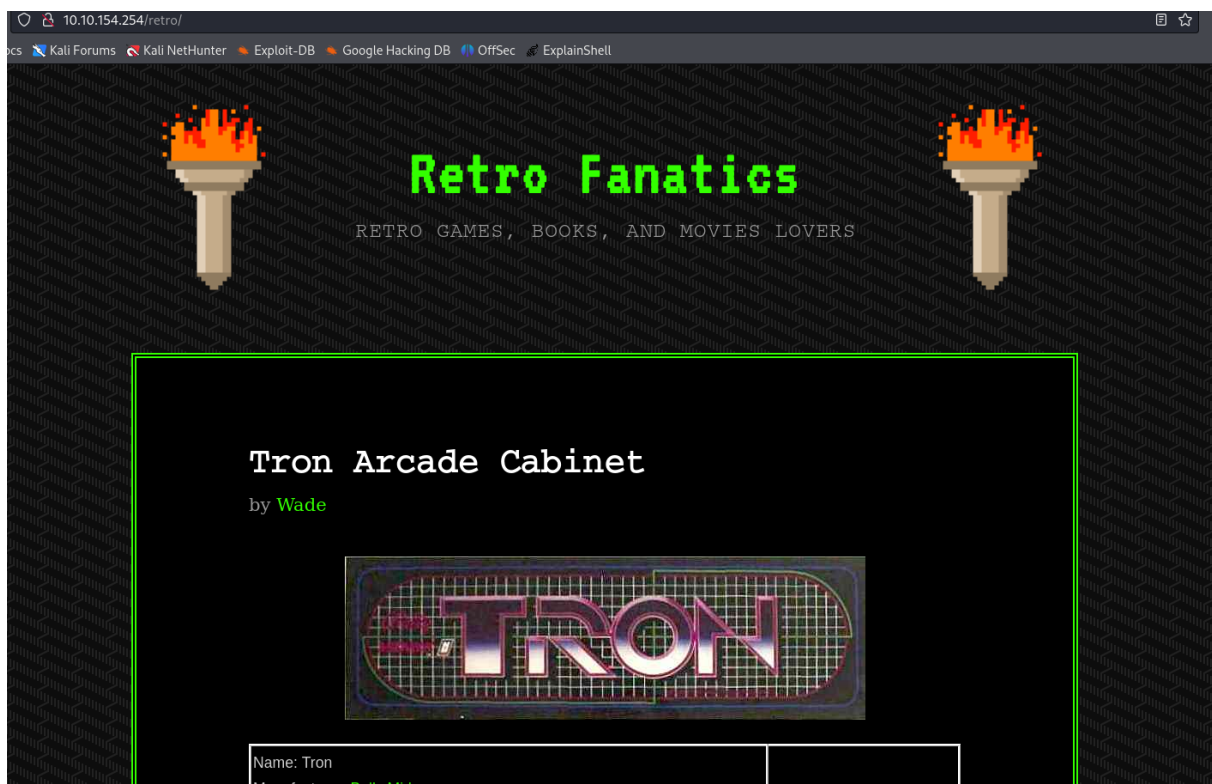 10.10.154.254/retro/
ocs Kali Forums Kali NetHunter Exploit-DB Google Hacking DB OffSec ExplainShell
Retro Fanatics
RETRO GAMES, BOOKS, AND MOVIES LOVERS
Tron Arcade Cabinet
by Wade
TRON
Name: Tron